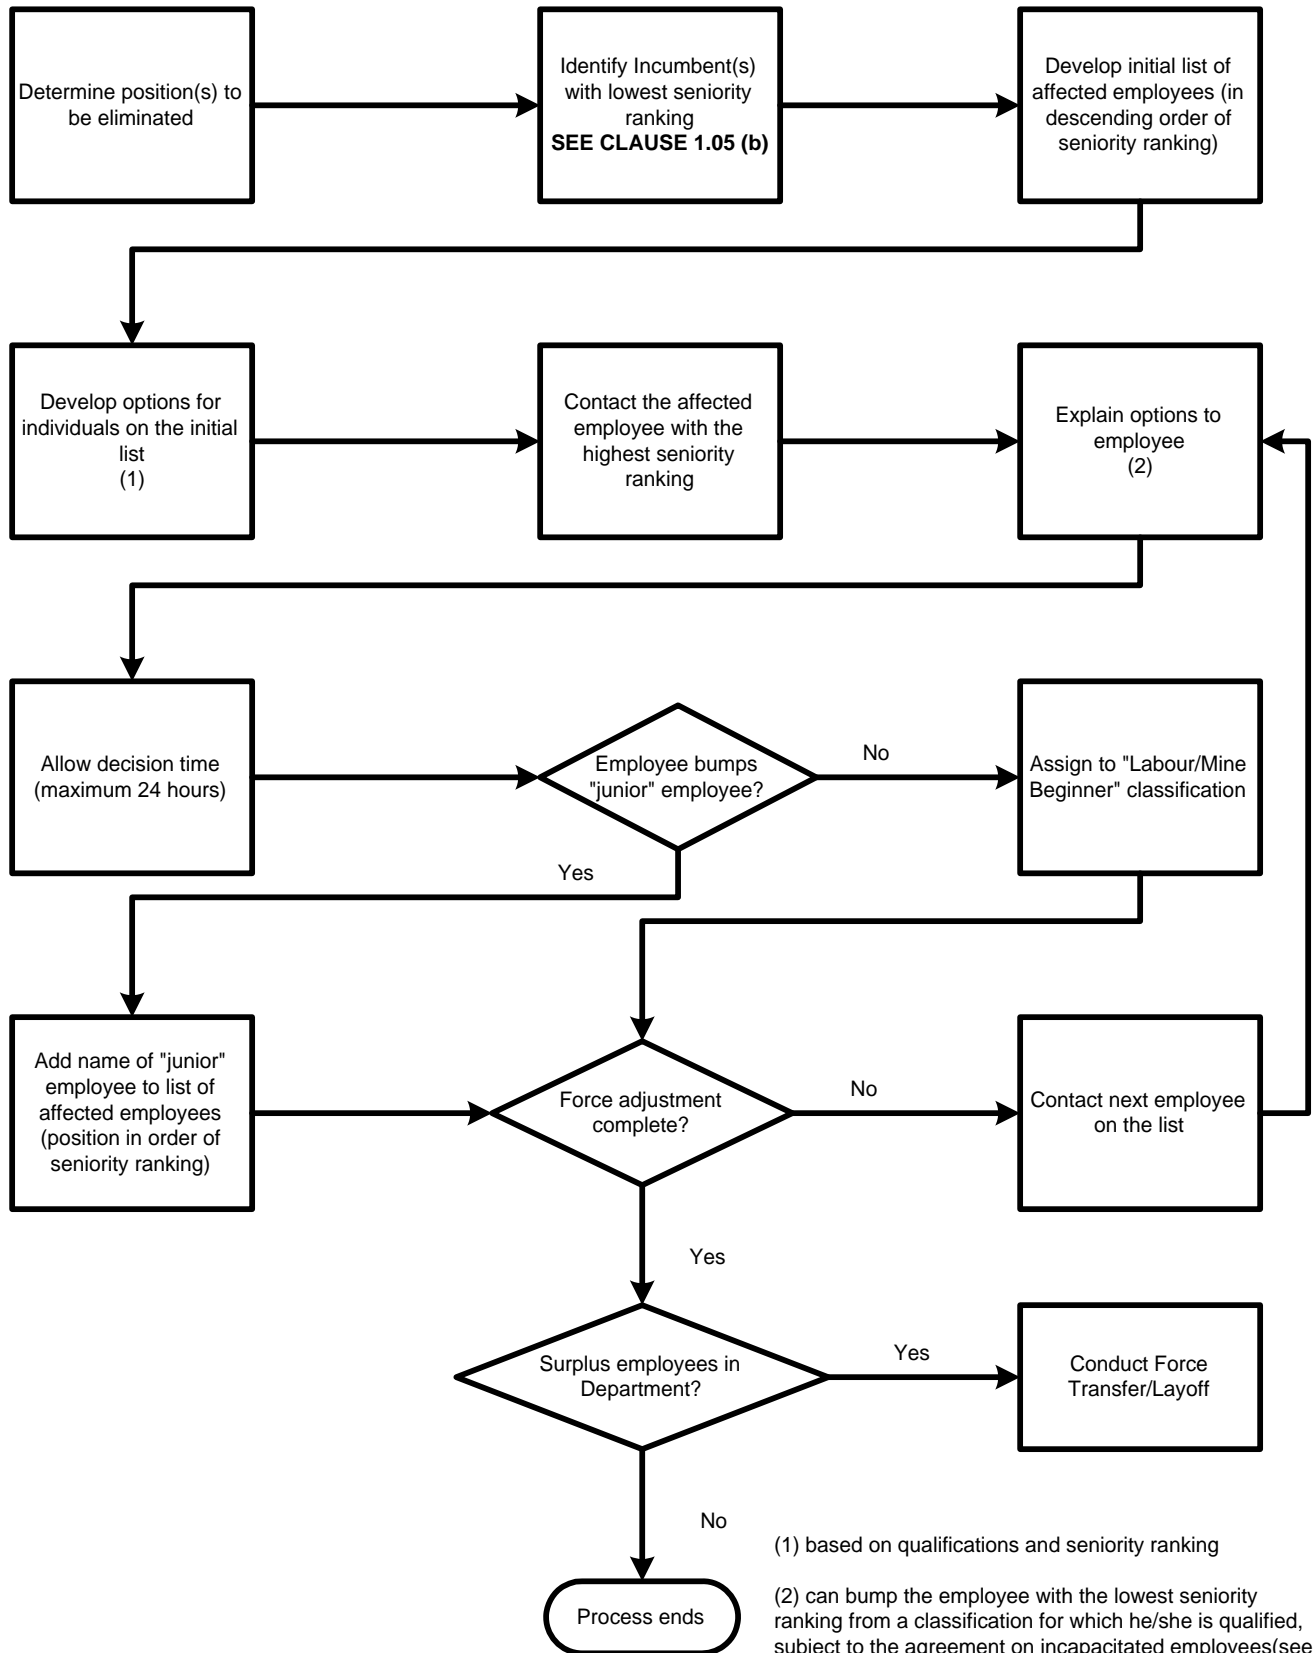 Determine position(s) to
be eliminated
Identify Incumbent(s)
with lowest seniority
ranking
SEE CLAUSE 1.05 (b)
Develop initial list of
affected employees (in
descending order of
seniority ranking)
Develop options for
individuals on the initial
list
(1)
Contact the affected
employee with the
highest seniority
ranking
Explain options to
employee
(2)
Allow decision time
(maximum 24 hours)
Employee bumps
"junior" employee?
No
Assign to "Labour/Mine
Beginner" classification
Yes
Add name of "junior"
employee to list of
affected employees
(position in order of
seniority ranking)
Force adjustment
complete?
No
Contact next employee
on the list
Yes
Surplus employees in
Department?
Yes
Conduct Force
Transfer/Layoff
No
Process ends
(1) based on qualifications and seniority ranking
(2) can bump the employee with the lowest seniority
ranking from a classification for which he/she is qualified,
subject to the agreement on incapacitated employees(see